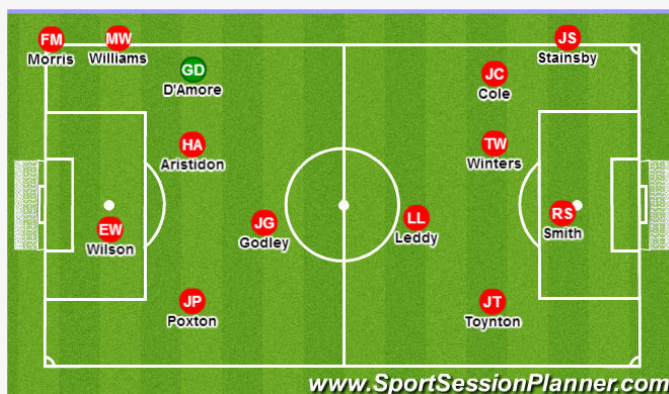 FM
Morris
MW
Williams
JS
Stainsby
GD
D'Amore
JC
Cole
HA
Aristidon
TW
Winters
EW
Wilson
JG
Godley
LL
Leddy
RS
Smith
JP
Poxton
JT
Toynton
www.SportSessionPlanner.com